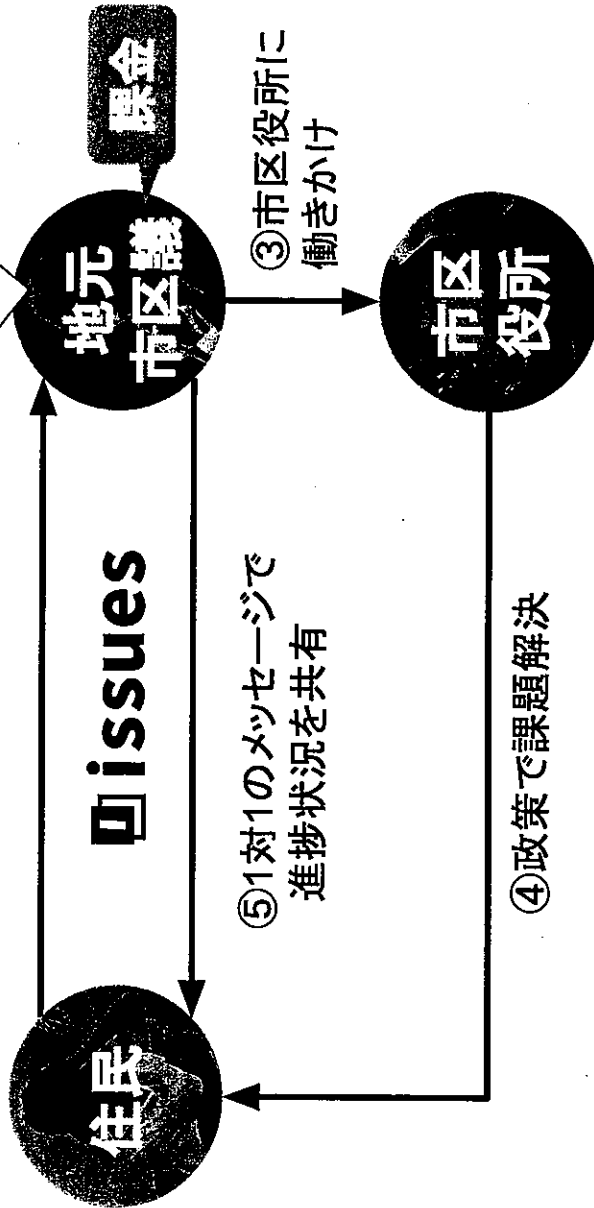 課金
地元
市区議
③市区役所に
働きかけ
issues
住民
⑤1対1のメッセージで
進捗状況を共有
市区
役所
④政策で課題解決